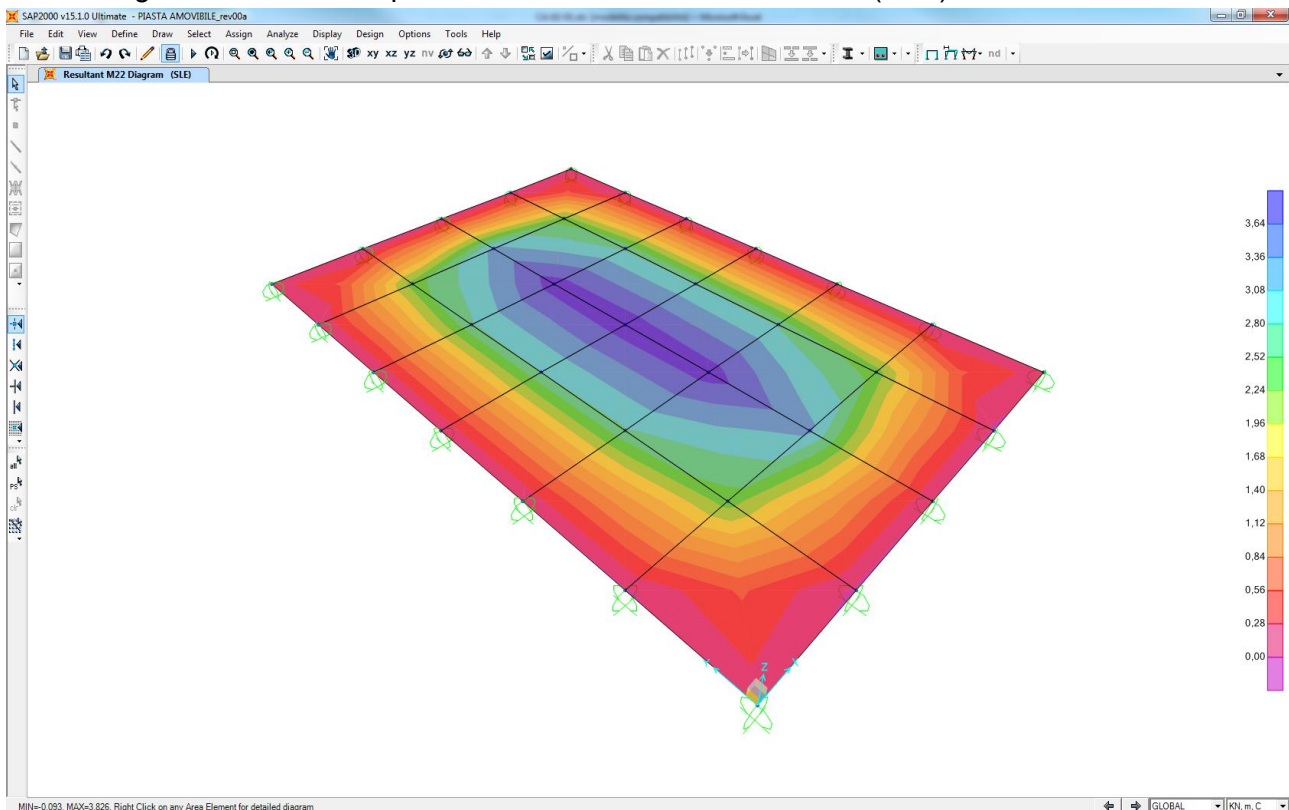 SAP2000 v15.1.0 Ultimate - PIASTA AMOVIBILE_rev00a
File Edit View Define Draw Select Assign Analyze Display Design Options Tools Help
xy xz yz nv nd
Resultant M22 Diagram (SLE)
3,64
3,36
3,08
2,80
2,52
2,24
1,96
1,68
1,40
1,12
0,84
0,56
0,28
0,00
all
PS
clr
Y Z X
MIN=-0.093, MAX=3.826, Right Click on any Area Element for detailed diagram
GLOBAL
KN, m, C